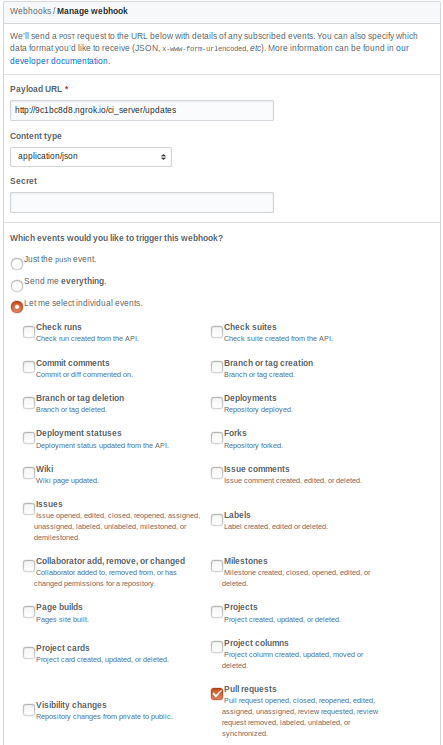 Webhooks / Manage webhook
We'll send a POST request to the URL below with details of any subscribed events. You can also specify which
data format you'd like to receive (JSON, x-www-form-urlencoded, etc). More information can be found in our
developer documentation.
Payload URL *
http://9c1bc8d8.ngrok.io/ci_server/updates
Content type
application/json
Secret
Which events would you like to trigger this webhook?
Just the push event.
Send me everything.
Let me select individual events.
Check runs
Check run created from the API.
Check suites
Check suite created from the API.
Commit comments
Commit or diff commented on.
Branch or tag creation
Branch or tag created.
Branch or tag deletion
Branch or tag deleted.
Deployments
Repository deployed.
Deployment statuses
Deployment status updated from the API.
Forks
Repository forked.
Wiki
Wiki page updated.
Issue comments
Issue comment created, edited, or deleted.
Issues
Issue opened, edited, closed, reopened, assigned,
unassigned, labeled, unlabeled, milestoned, or
demilestoned.
Labels
Label created, edited or deleted.
Collaborator add, remove, or changed
Collaborator added to, removed from, or has
changed permissions for a repository.
Milestones
Milestone created, closed, opened, edited, or
deleted.
Page builds
Pages site built.
Projects
Project created, updated, or deleted.
Project cards
Project card created, updated, or deleted.
Project columns
Project column created, updated, moved or
deleted.
Visibility changes
Repository changes from private to public.
Pull requests
Pull request opened, closed, reopened, edited,
assigned, unassigned, review requested, review
request removed, labeled, unlabeled, or
synchronized.